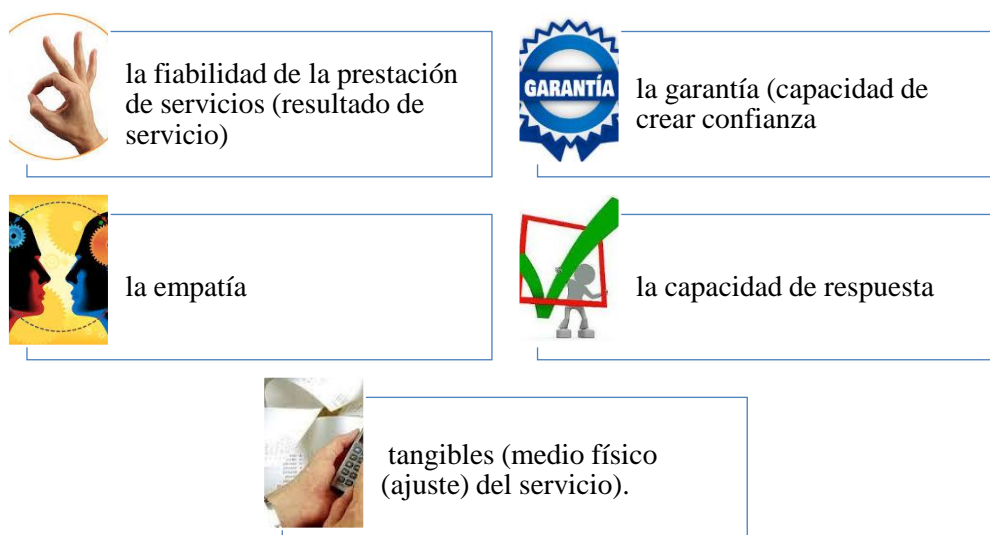 la fiabilidad de la prestación
de servicios (resultado de
servicio)
GARANTÍA
la garantía (capacidad de
crear confianza
la empatía
la capacidad de respuesta
tangibles (medio físico
(ajuste) del servicio).